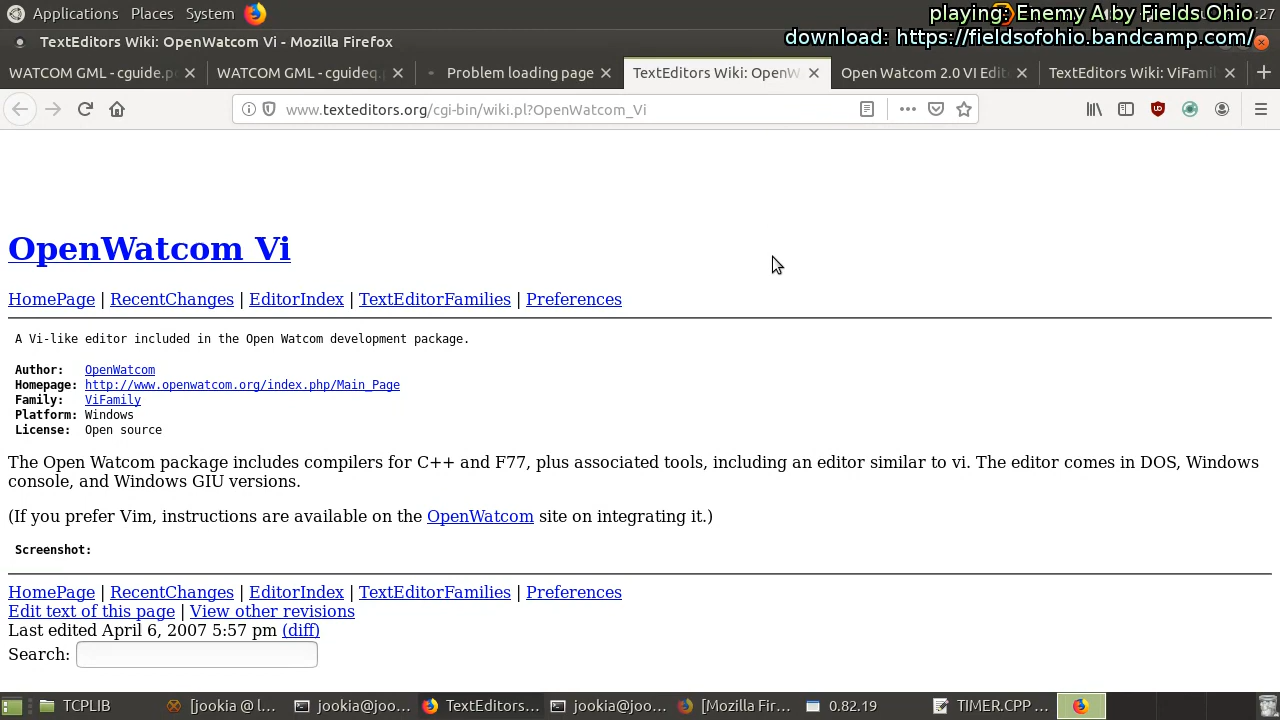 Applications Places System :27
playing: Enemy A by Fields Ohio
TextEditors Wiki: OpenWatcom Vi - Mozilla Firefox
download: https://fieldsofohio.bandcamp.com/
WATCOM GML - cguide.pc
WATCOM GML - cguideq.p
Problem loading page
TextEditors Wiki: OpenW
Open Watcom 2.0 VI Edit
TextEditors Wiki: ViFamil
www.texteditors.org/cgi-bin/wiki.pl?OpenWatcom_Vi
OpenWatcom Vi
HomePage | RecentChanges | EditorIndex | TextEditorFamilies | Preferences
A Vi-like editor included in the Open Watcom development package.
Author: OpenWatcom
Homepage: http://www.openwatcom.org/index.php/Main_Page
Family: ViFamily
Platform: Windows
License: Open source
The Open Watcom package includes compilers for C++ and F77, plus associated tools, including an editor similar to vi. The editor comes in DOS, Windows
console, and Windows GIU versions.
(If you prefer Vim, instructions are available on the OpenWatcom site on integrating it.)
Screenshot:
HomePage | RecentChanges | EditorIndex | TextEditorFamilies | Preferences
Edit text of this page | View other revisions
Last edited April 6, 2007 5:57 pm (diff)
Search:
TCPLIB [jookia @ l... jookia@joo... TextEditors... jookia@joo... [Mozilla Fir... 0.82.19 TIMER.CPP ...